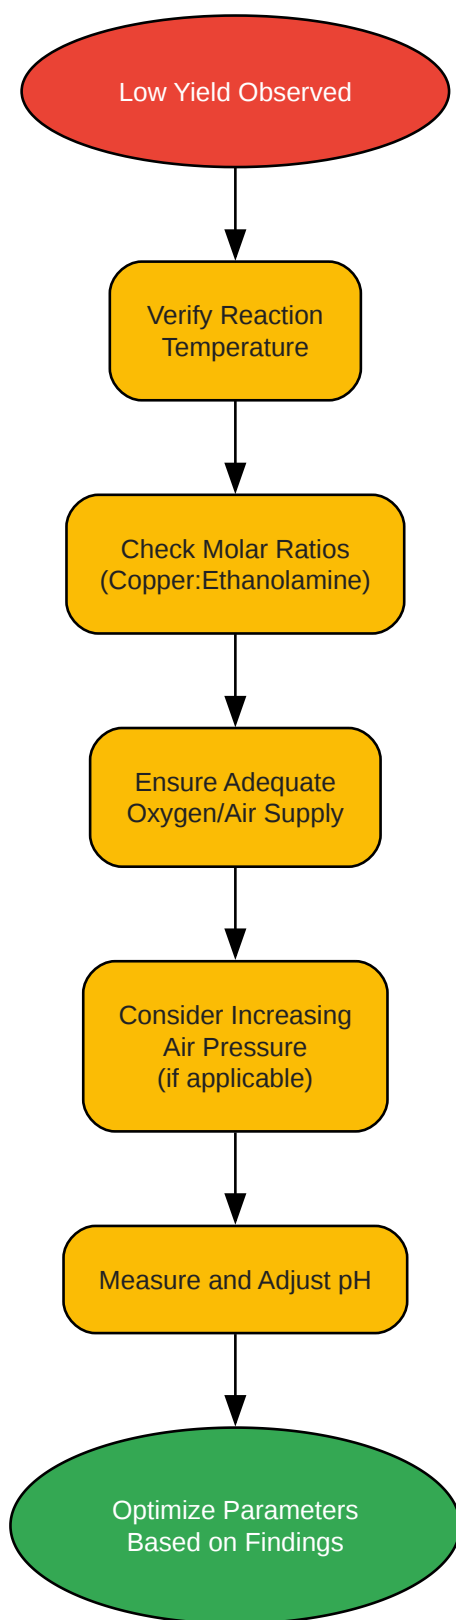 Low Yield Observed
Verify Reaction
Temperature
Check Molar Ratios
(Copper:Ethanolamine)
Ensure Adequate
Oxygen/Air Supply
Consider Increasing
Air Pressure
(if applicable)
Measure and Adjust pH
Optimize Parameters
Based on Findings